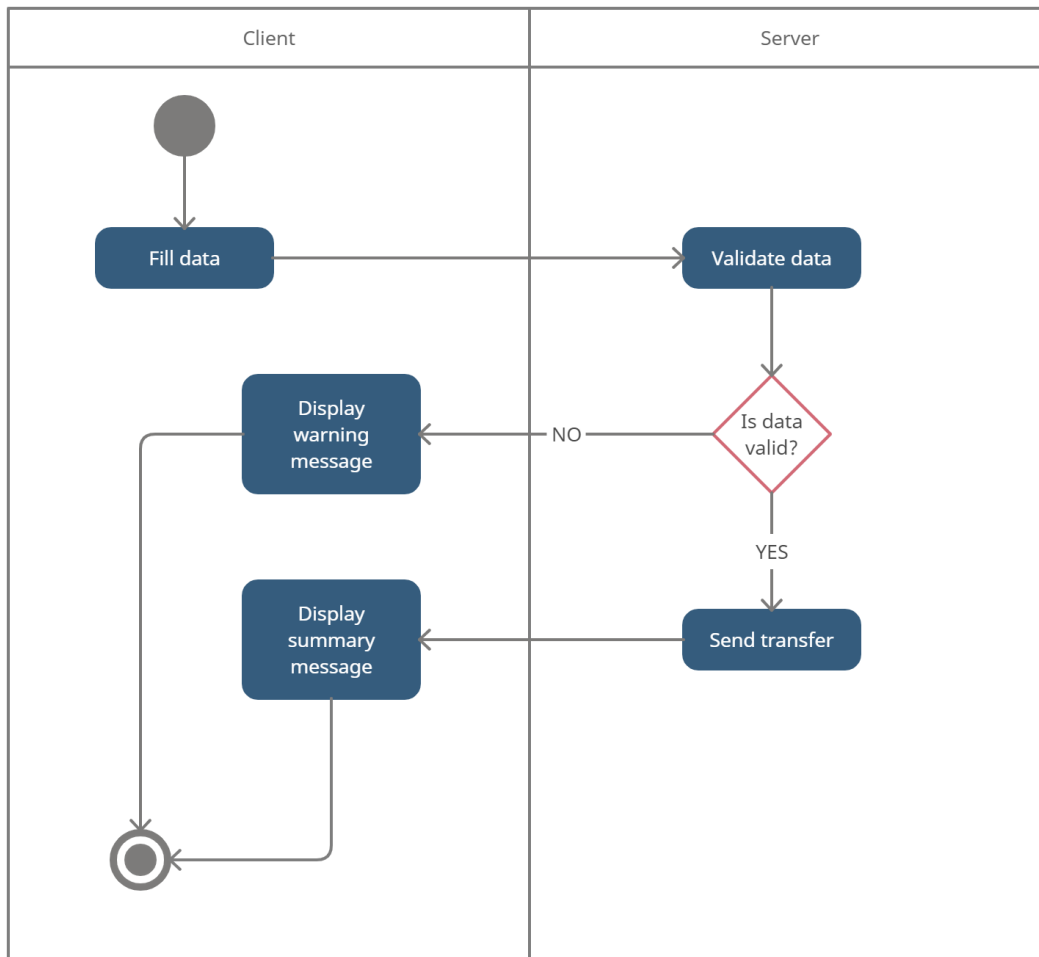 Client
Server
Fill data
Validate data
Display
warning
message
NO
Is data
valid?
YES
Display
summary
message
Send transfer